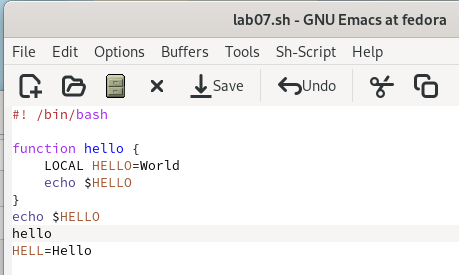 lab07.sh - GNU Emacs at fedora
File Edit Options Buffers Tools Sh-Script Help
Save Undo
#! /bin/bash

function hello {
    LOCAL HELLO=World
    echo $HELLO
}
echo $HELLO
hello
HELL=Hello